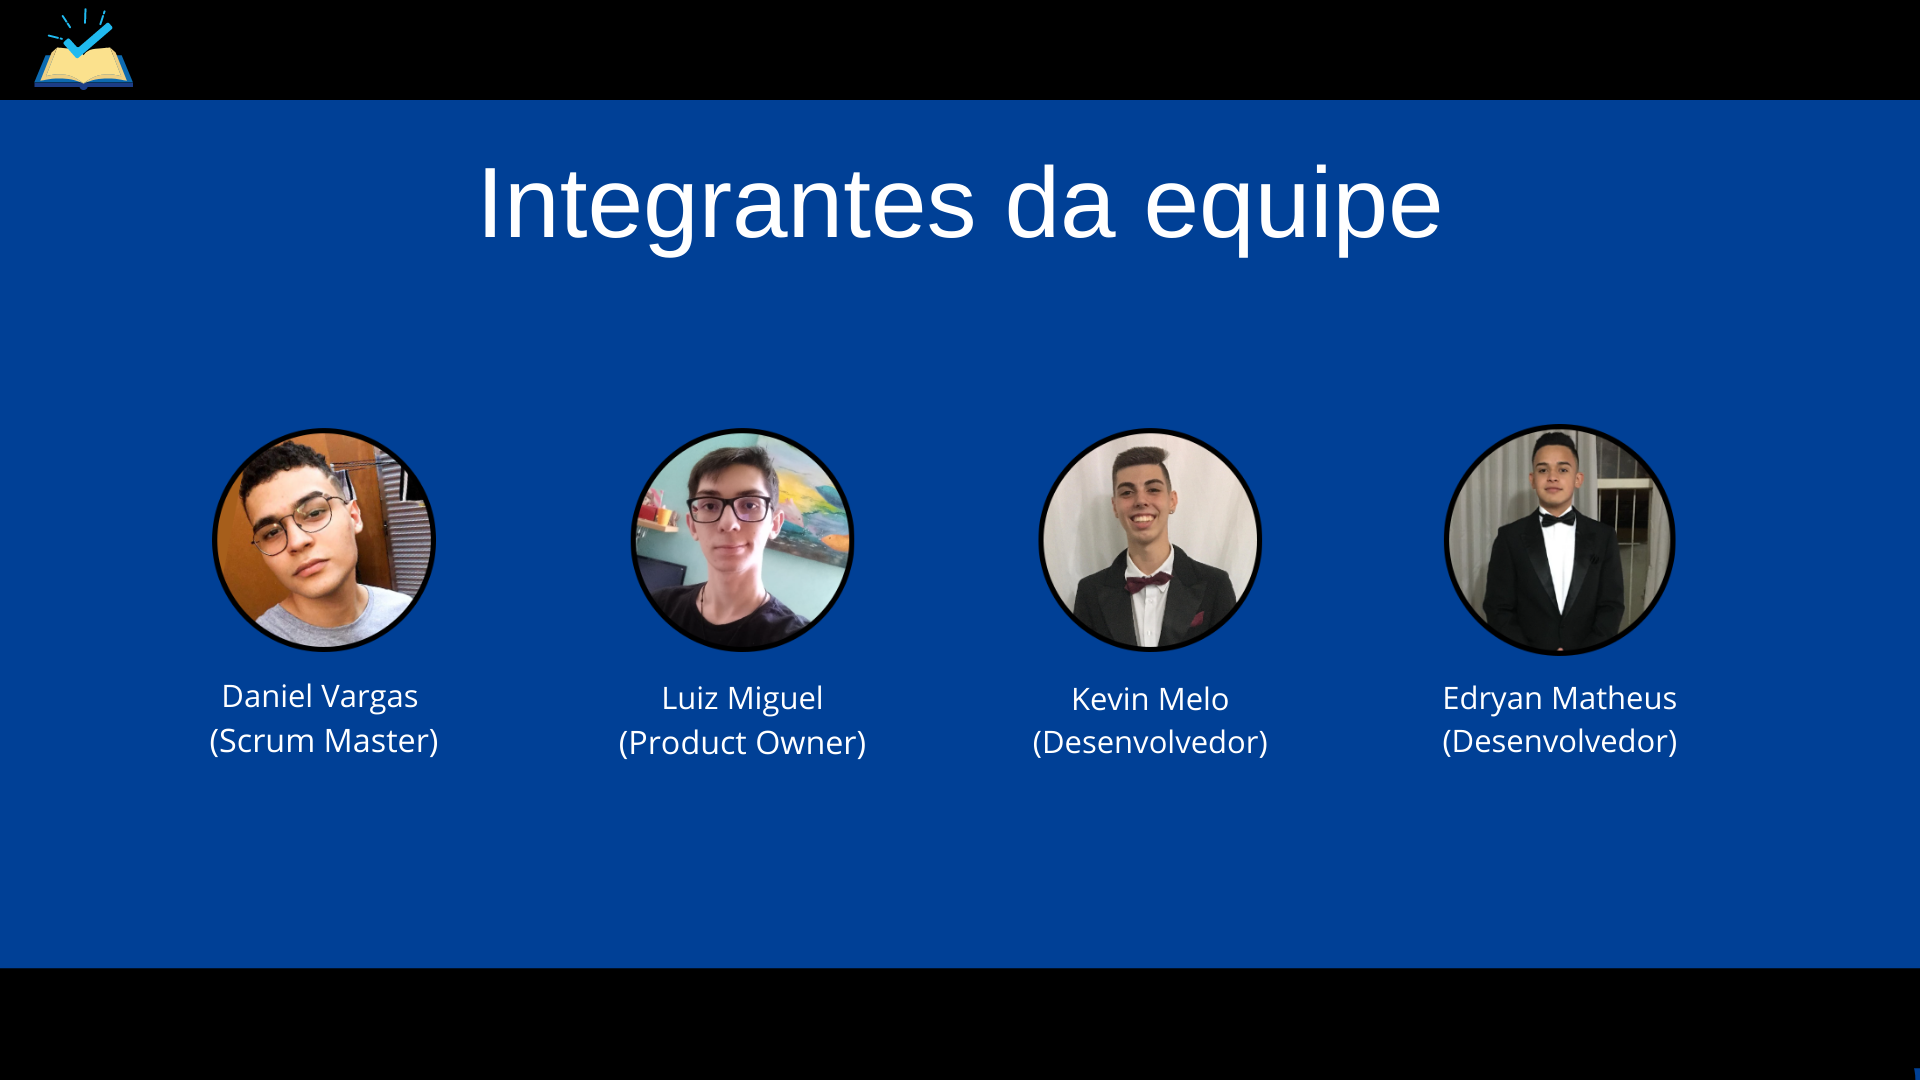 Integrantes da equipe
Daniel Vargas
(Scrum Master)
Luiz Miguel
(Product Owner)
Kevin Melo
(Desenvolvedor)
Edryan Matheus
(Desenvolvedor)